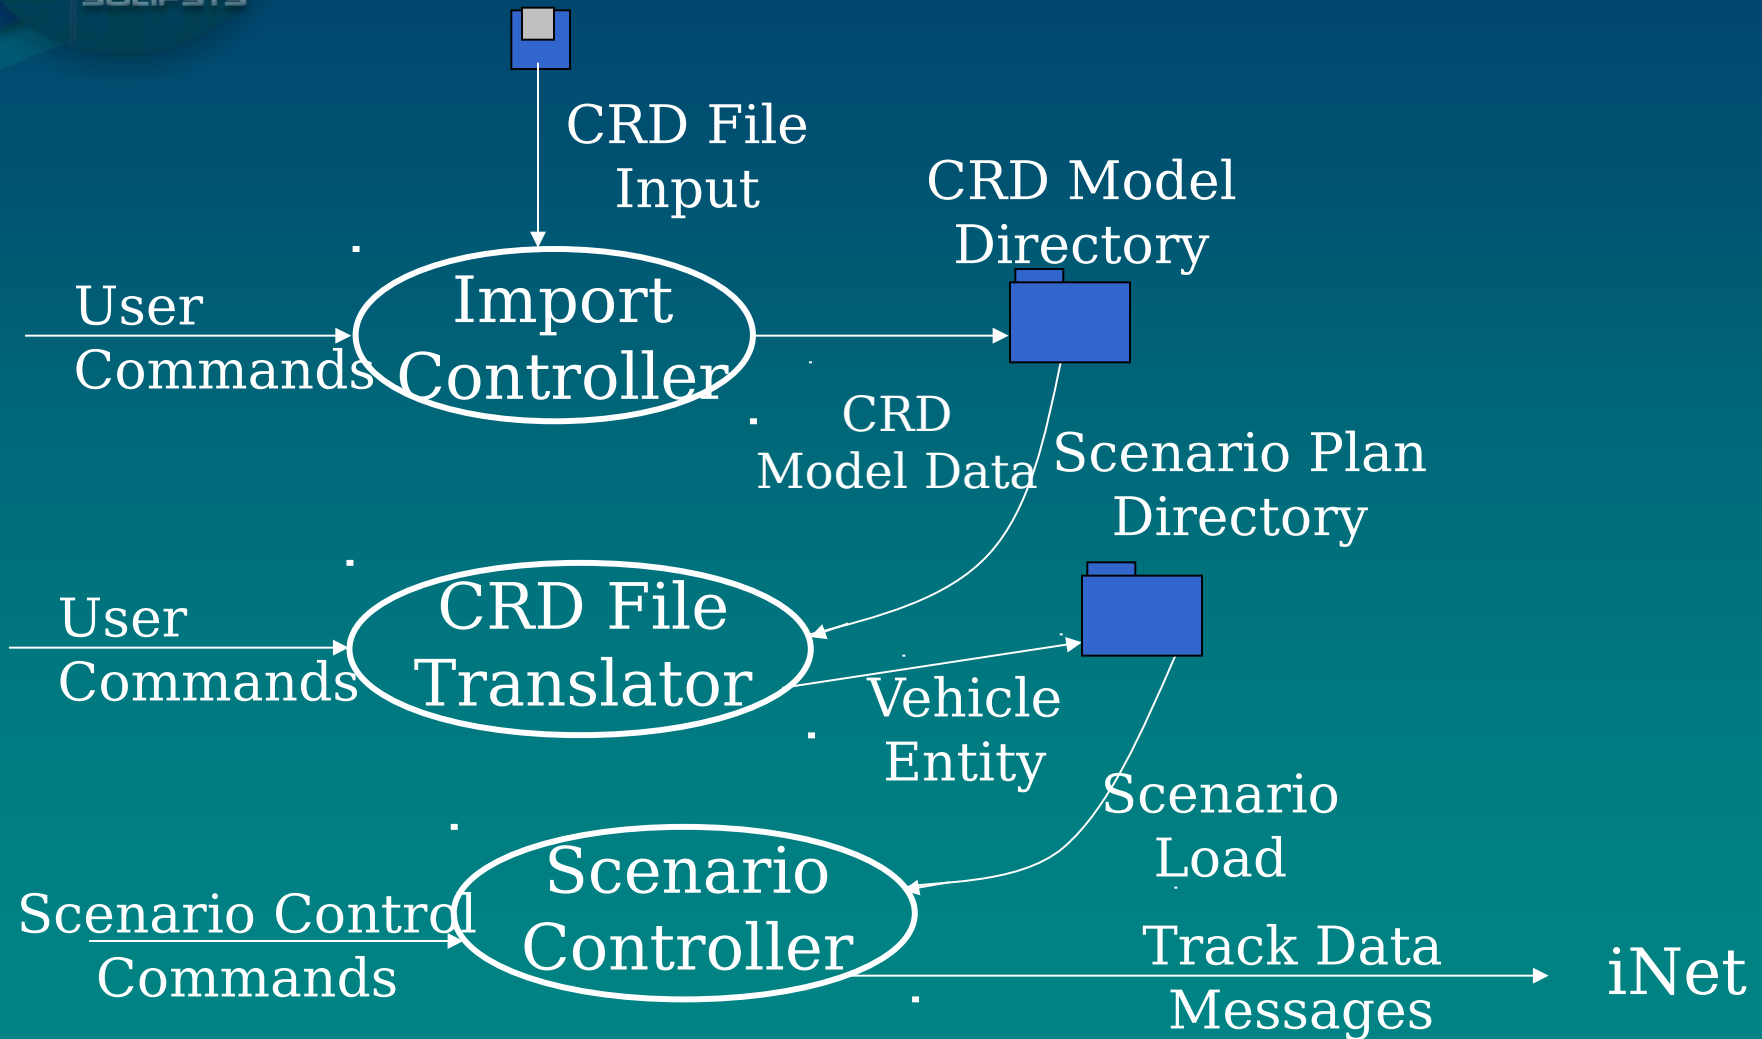 CRD File
Input
CRD Model
Directory
User
Commands
Import
Controller
CRD
Model Data
Scenario Plan
Directory
User
Commands
CRD File
Translator
Vehicle
Entity
Scenario
Load
Scenario Control
Commands
Scenario
Controller
Track Data
Messages
iNet